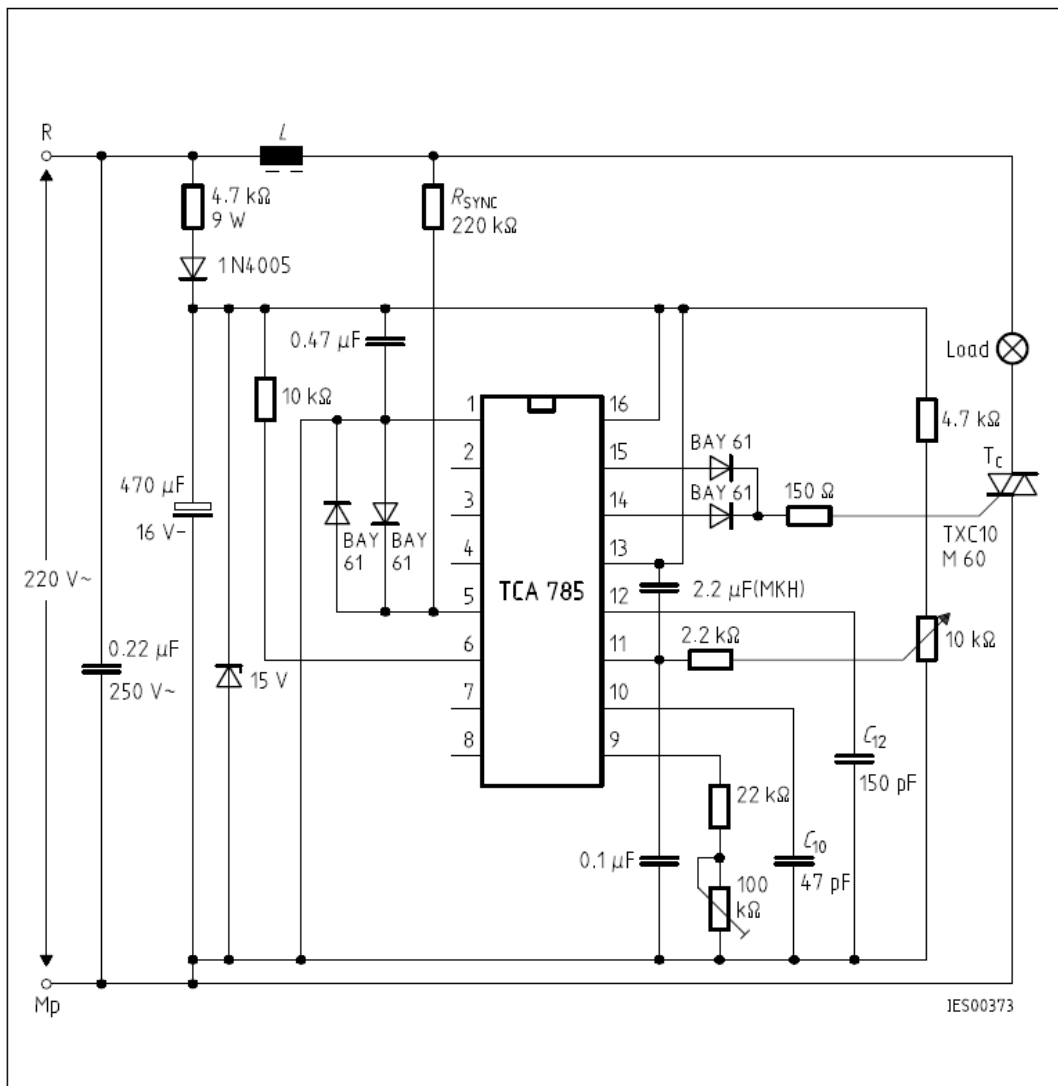 R
L
4.7 kΩ
9 W
R_SYNC
220 kΩ
1N4005
0.47 µF
Load
10 kΩ
1
16
4.7 kΩ
BAY 61
2
15
T_C
BAY 61
150 Ω
470 µF
16 V−
3
14
BAY
61
BAY
61
TXC10
M 60
4
13
220 V~
TCA 785
2.2 µF(MKH)
5
12
2.2 kΩ
10 kΩ
0.22 µF
250 V~
15 V
6
11
7
10
8
9
C_12
150 pF
22 kΩ
0.1 µF
C_10
47 pF
100
kΩ
Mp
IES00373